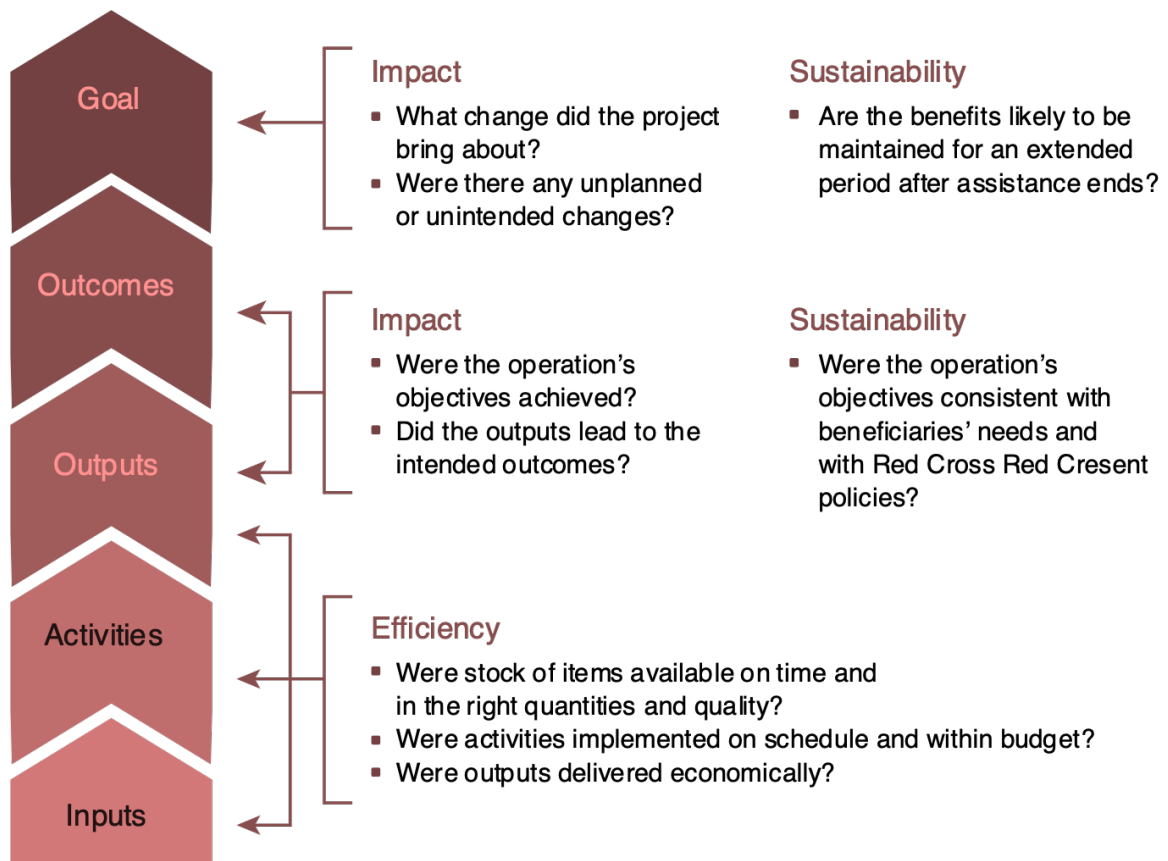 Goal
Impact
■ What change did the project
bring about?
■ Were there any unplanned
or unintended changes?
Sustainability
■ Are the benefits likely to be
maintained for an extended
period after assistance ends?
Outcomes
Outputs
Impact
■ Were the operation’s
objectives achieved?
■ Did the outputs lead to the
intended outcomes?
Sustainability
■ Were the operation’s
objectives consistent with
beneficiaries’ needs and
with Red Cross Red Cresent
policies?
Activities
Inputs
Efficiency
■ Were stock of items available on time and
in the right quantities and quality?
■ Were activities implemented on schedule and within budget?
■ Were outputs delivered economically?